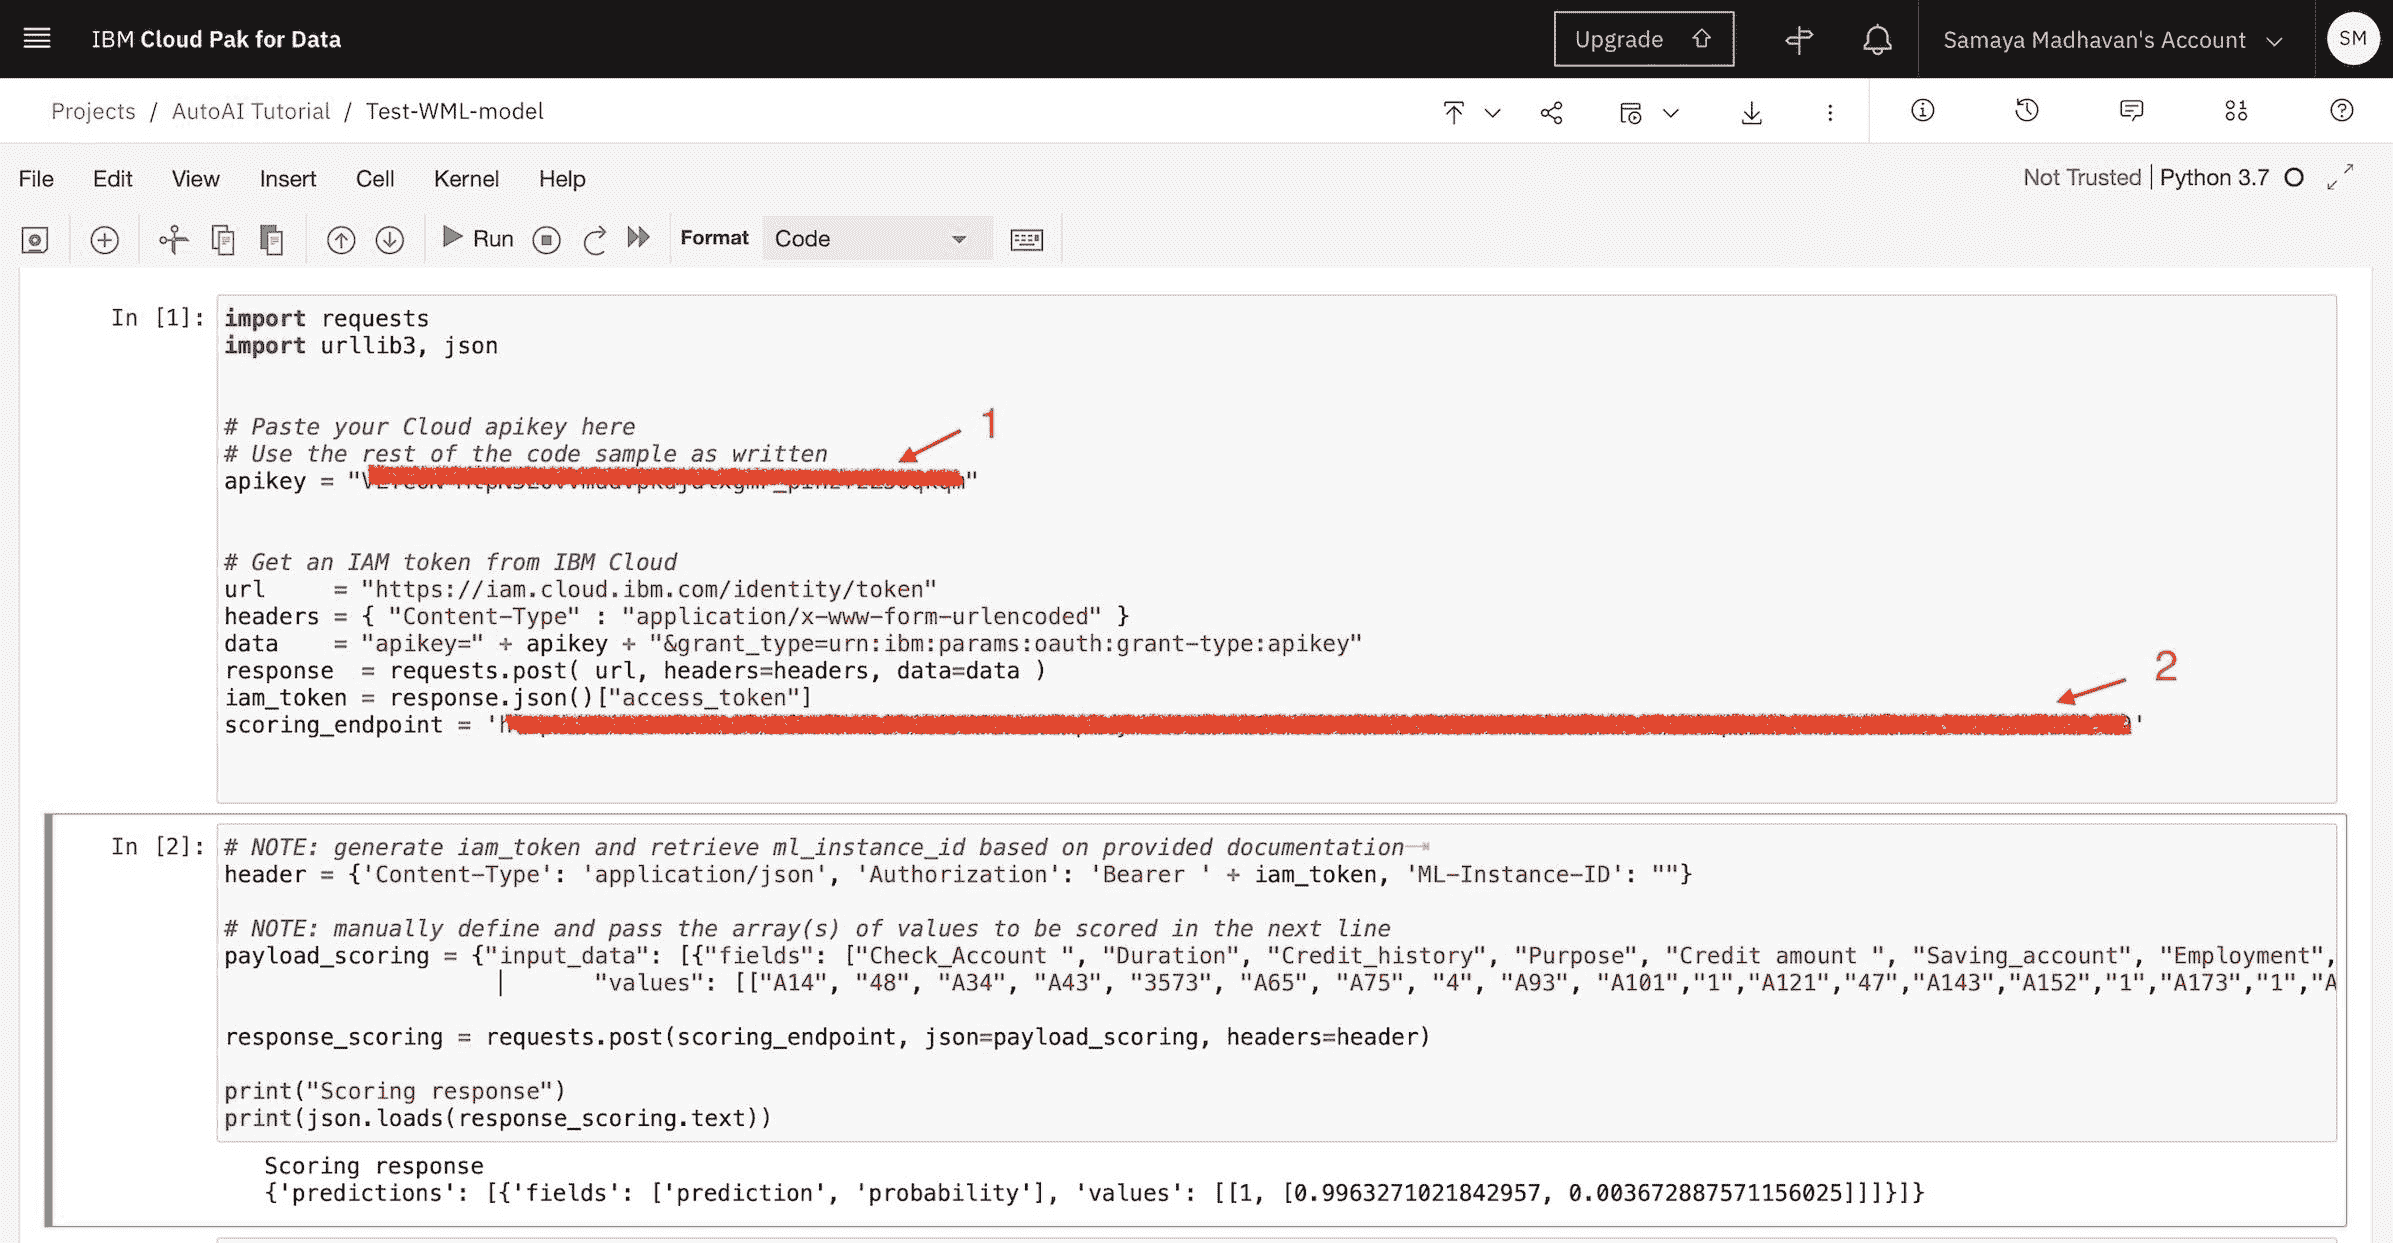 IBM Cloud Pak for Data
Upgrade
Samaya Madhavan's Account
SM
Projects / AutoAI Tutorial / Test-WML-model
File Edit View Insert Cell Kernel Help
Not Trusted | Python 3.7
Run
Format
Code
In [1]:
import requests
import urllib3, json
# Paste your Cloud apikey here
# Use the rest of the code sample as written
apikey = "
"
1
# Get an IAM token from IBM Cloud
url = "https://iam.cloud.ibm.com/identity/token"
headers = { "Content-Type" : "application/x-www-form-urlencoded" }
data = "apikey=" + apikey + "&grant_type=urn:ibm:params:oauth:grant-type:apikey"
response = requests.post( url, headers=headers, data=data )
iam_token = response.json()["access_token"]
scoring_endpoint = '
'
2
In [2]:
# NOTE: generate iam_token and retrieve ml_instance_id based on provided documentation
header = {'Content-Type': 'application/json', 'Authorization': 'Bearer ' + iam_token, 'ML-Instance-ID': ""}
# NOTE: manually define and pass the array(s) of values to be scored in the next line
payload_scoring = {"input_data": [{"fields": ["Check_Account ", "Duration", "Credit_history", "Purpose", "Credit amount ", "Saving_account", "Employment",
"values": [["A14", "48", "A34", "A43", "3573", "A65", "A75", "4", "A93", "A101","1","A121","47","A143","A152","1","A173","1","A
response_scoring = requests.post(scoring_endpoint, json=payload_scoring, headers=header)
print("Scoring response")
print(json.loads(response_scoring.text))
Scoring response
{'predictions': [{'fields': ['prediction', 'probability'], 'values': [[1, [0.9963271021842957, 0.003672887571156025]]]}]}